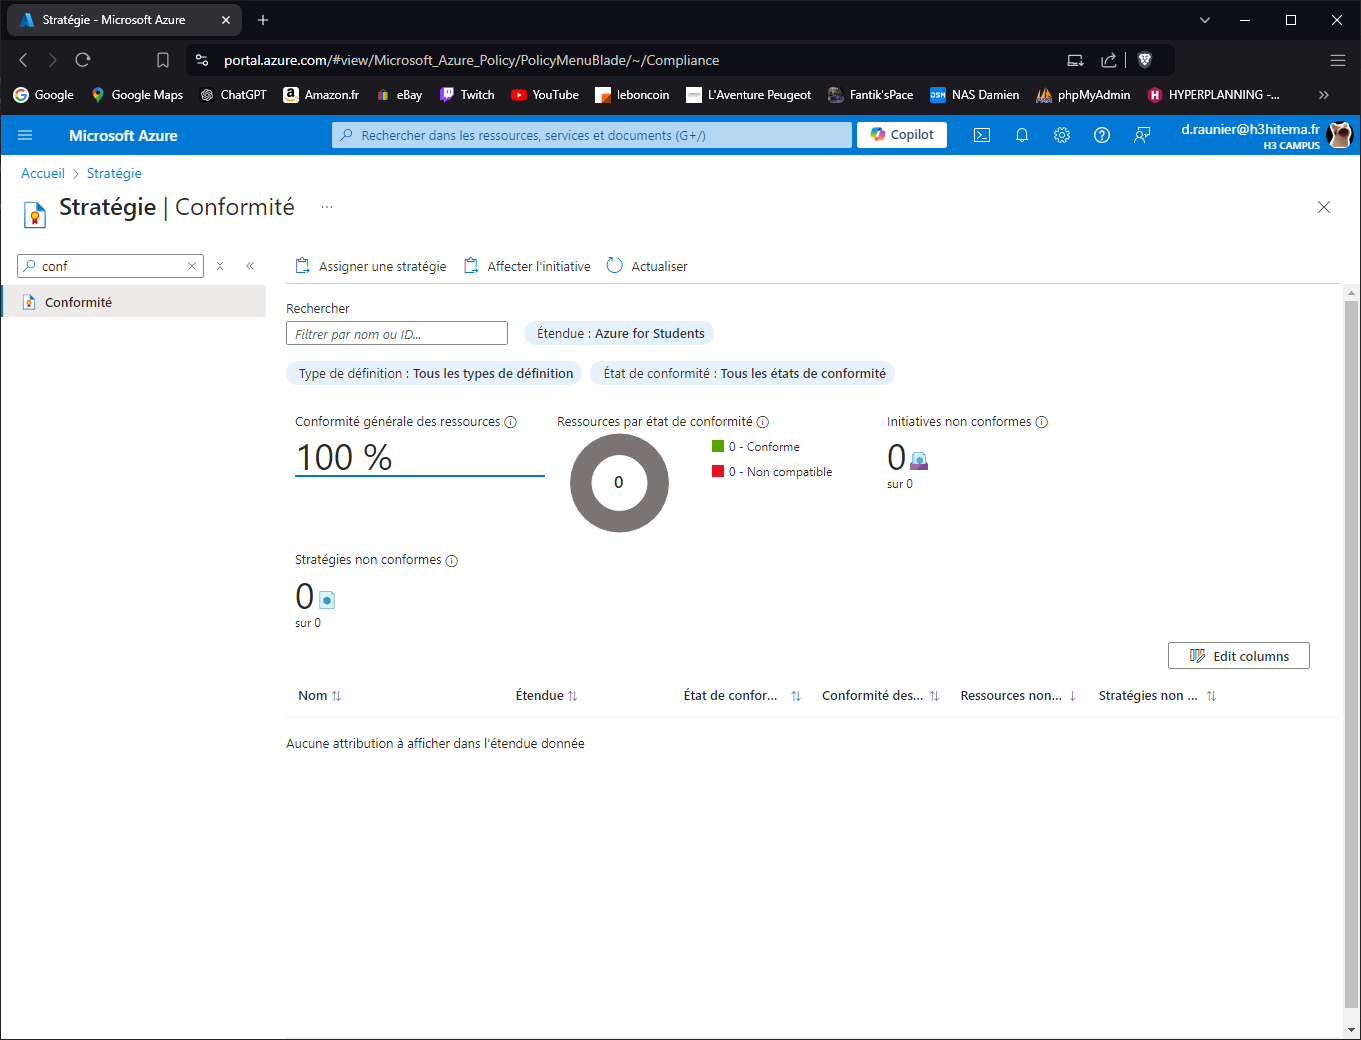 Stratégie - Microsoft Azure
portal.azure.com/#view/Microsoft_Azure_Policy/PolicyMenuBlade/~/Compliance
Google Google Maps ChatGPT Amazon.fr eBay Twitch YouTube leboncoin L'Aventure Peugeot Fantik'sPace NAS Damien phpMyAdmin HYPERPLANNING -...
Microsoft Azure
Rechercher dans les ressources, services et documents (G+/)
Copilot
d.raunier@h3hitema.fr
H3 CAMPUS
Accueil > Stratégie
Stratégie | Conformité ...
conf
Assigner une stratégie Affecter l'initiative Actualiser
Conformité
Rechercher
Filtrer par nom ou ID...
Étendue : Azure for Students
Type de définition : Tous les types de définition
État de conformité : Tous les états de conformité
Conformité générale des ressources
100 %
Ressources par état de conformité
0
0 - Conforme
0 - Non compatible
Initiatives non conformes
0
sur 0
Stratégies non conformes
0
sur 0
Edit columns
Nom Étendue État de confor... Conformité des... Ressources non... Stratégies non ...
Aucune attribution à afficher dans l'étendue donnée